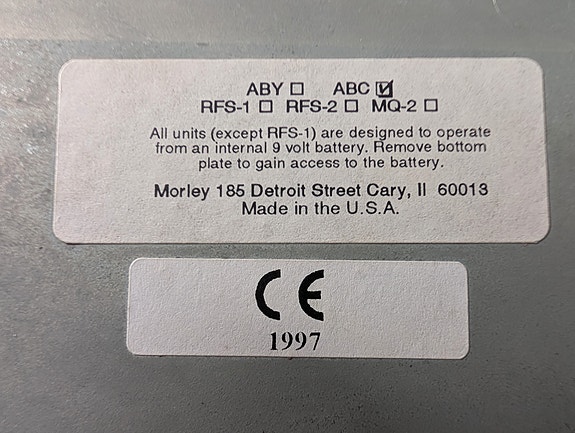 ABY ☐ ABC ☑
RFS-1 ☐ RFS-2 ☐ MQ-2 ☐
All units (except RFS-1) are designed to operate
from an internal 9 volt battery. Remove bottom
plate to gain access to the battery.
Morley 185 Detroit Street Cary, Il 60013
Made in the U.S.A.
CE
1997